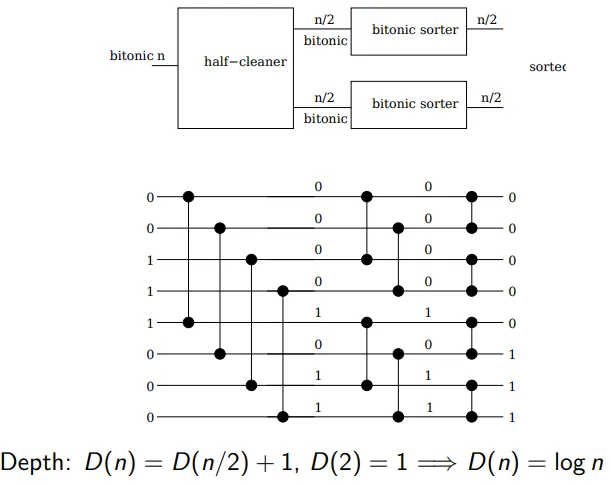 n/2 n/2
bitonic sorter
bitonic n bitonic
half−cleaner sorted
n/2 n/2
bitonic sorter
bitonic
0 0
0 0 0
0 0
0 0 0
1 0 0
1 0 0
1 1 1
1 0
0 0 0 1
0 1 1 1
0 1 1 1
Depth: D(n) = D(n/2) + 1, D(2) = 1 ⟹ D(n) = log n